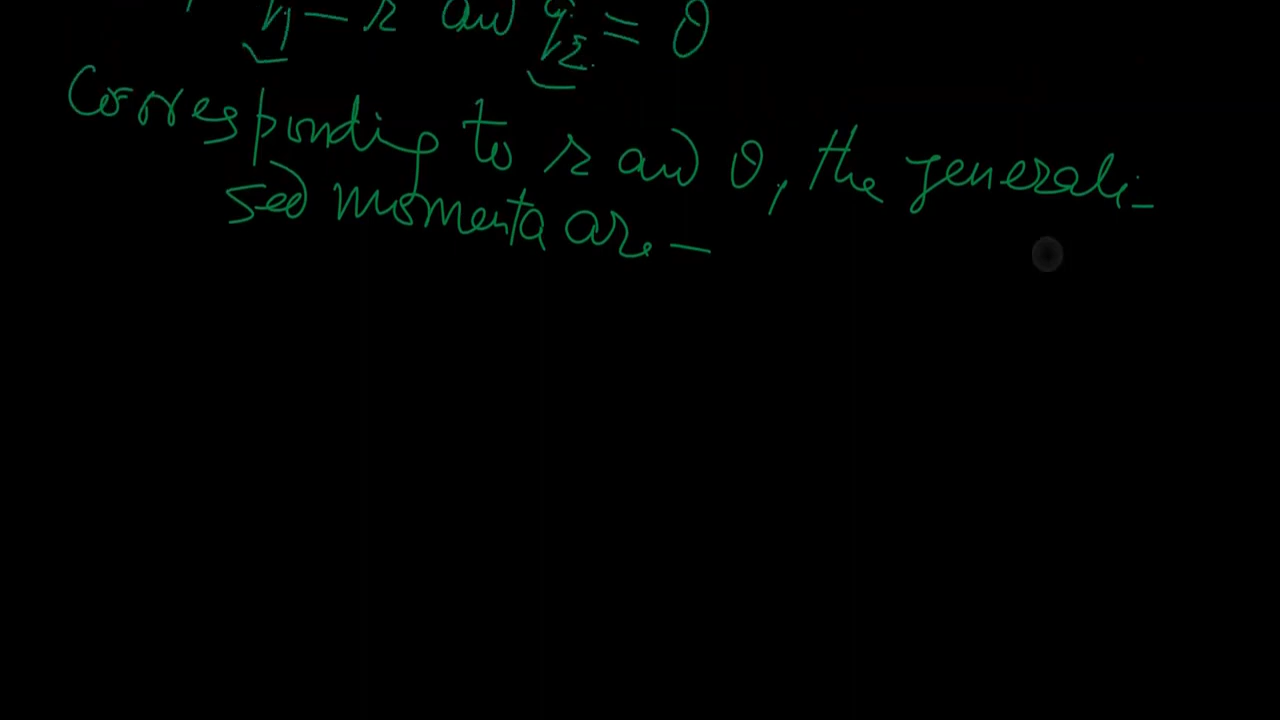 q1 = r and q2 = θ
Corresponding to r and θ, the generali-
sed momenta are —